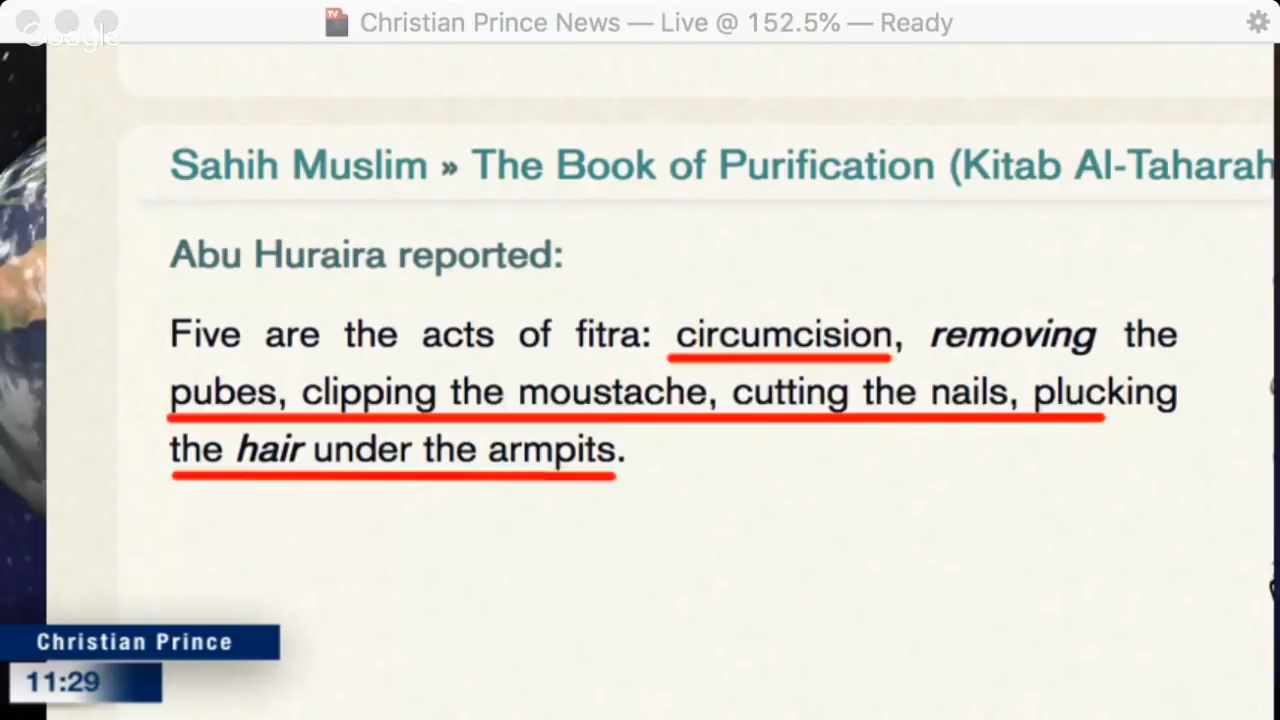 Christian Prince News — Live @ 152.5% — Ready
Google
Sahih Muslim » The Book of Purification (Kitab Al-Taharah
Abu Huraira reported:
Five are the acts of fitra: circumcision, removing the
pubes, clipping the moustache, cutting the nails, plucking
the hair under the armpits.
Christian Prince
11:29